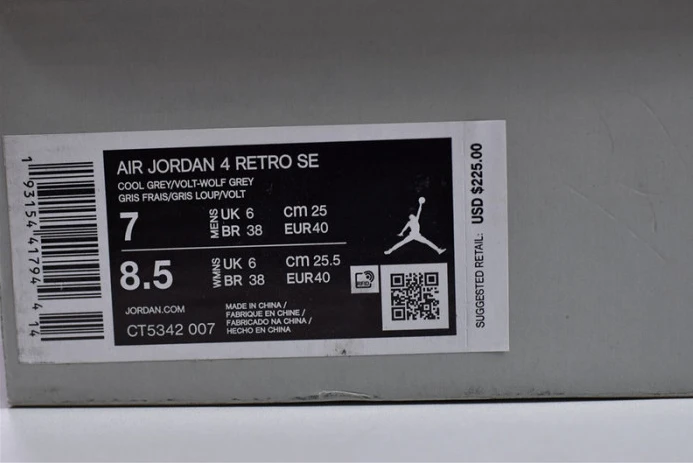 AIR JORDAN 4 RETRO SE
COOL GREY/VOLT-WOLF GREY
GRIS FRAIS/GRIS LOUP/VOLT
7 MENS UK 6 cm 25
BR 38 EUR40
8.5 WMNS UK 6 cm 25.5
BR 38 EUR40
JORDAN.COM
CT5342 007
MADE IN CHINA /
FABRIQUE EN CHINE /
FABRICADO NA CHINA /
HECHO EN CHINA
1 93154 41794 4 14
SUGGESTED RETAIL: USD $225.00